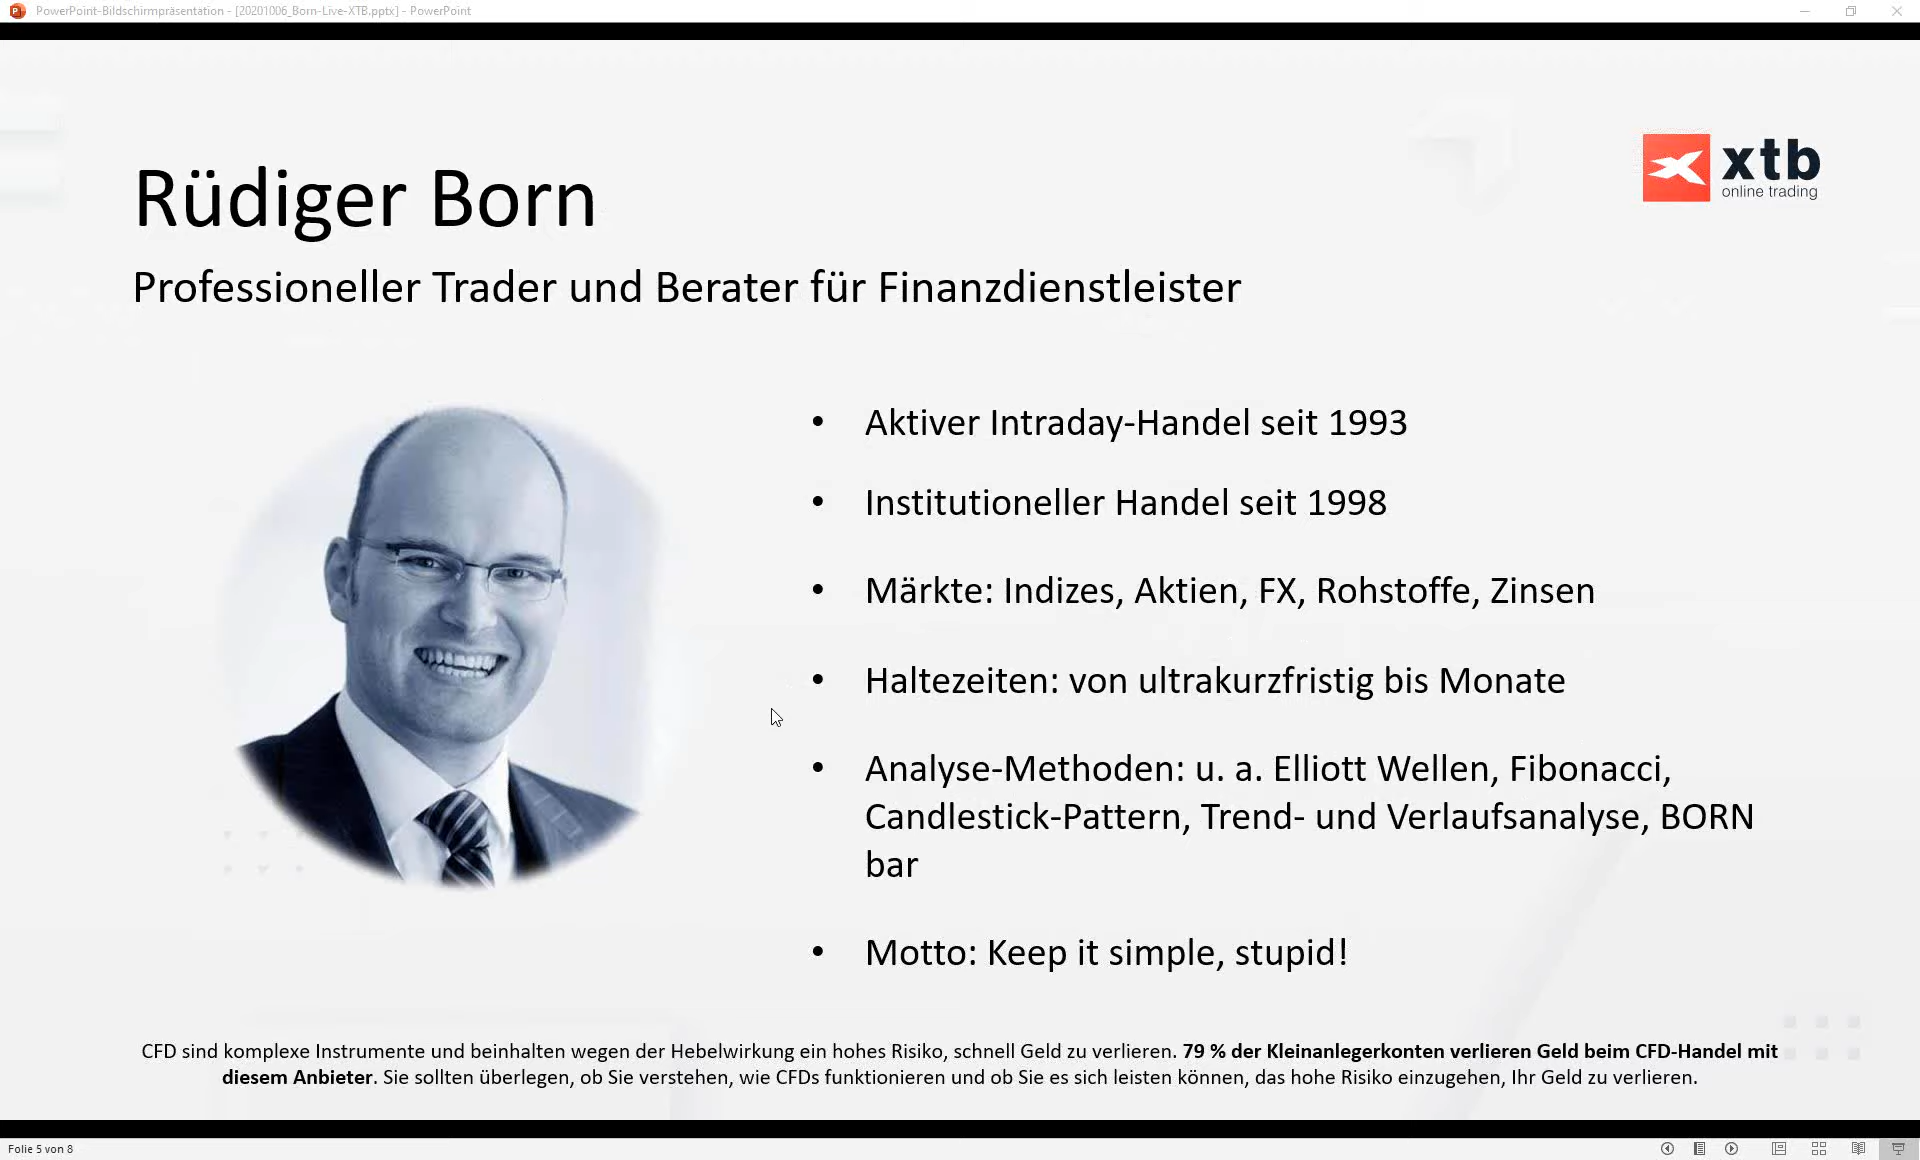 PowerPoint-Bildschirmpräsentation - [20201006_Born-Live-XTB.pptx] - PowerPoint
xtb
online trading
Rüdiger Born
Professioneller Trader und Berater für Finanzdienstleister
• Aktiver Intraday-Handel seit 1993
• Institutioneller Handel seit 1998
• Märkte: Indizes, Aktien, FX, Rohstoffe, Zinsen
• Haltezeiten: von ultrakurzfristig bis Monate
• Analyse-Methoden: u. a. Elliott Wellen, Fibonacci,
Candlestick-Pattern, Trend- und Verlaufsanalyse, BORN
bar
• Motto: Keep it simple, stupid!
CFD sind komplexe Instrumente und beinhalten wegen der Hebelwirkung ein hohes Risiko, schnell Geld zu verlieren. 79 % der Kleinanlegerkonten verlieren Geld beim CFD-Handel mit
diesem Anbieter. Sie sollten überlegen, ob Sie verstehen, wie CFDs funktionieren und ob Sie es sich leisten können, das hohe Risiko einzugehen, Ihr Geld zu verlieren.
Folie 5 von 8